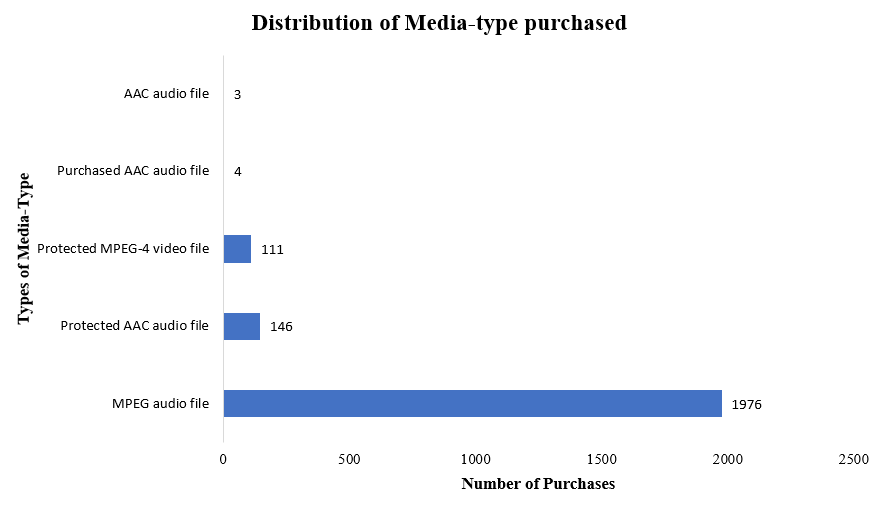 Distribution of Media-type purchased
Types of Media-Type
AAC audio file 3
Purchased AAC audio file 4
Protected MPEG-4 video file 111
Protected AAC audio file 146
MPEG audio file 1976
0 500 1000 1500 2000 2500
Number of Purchases